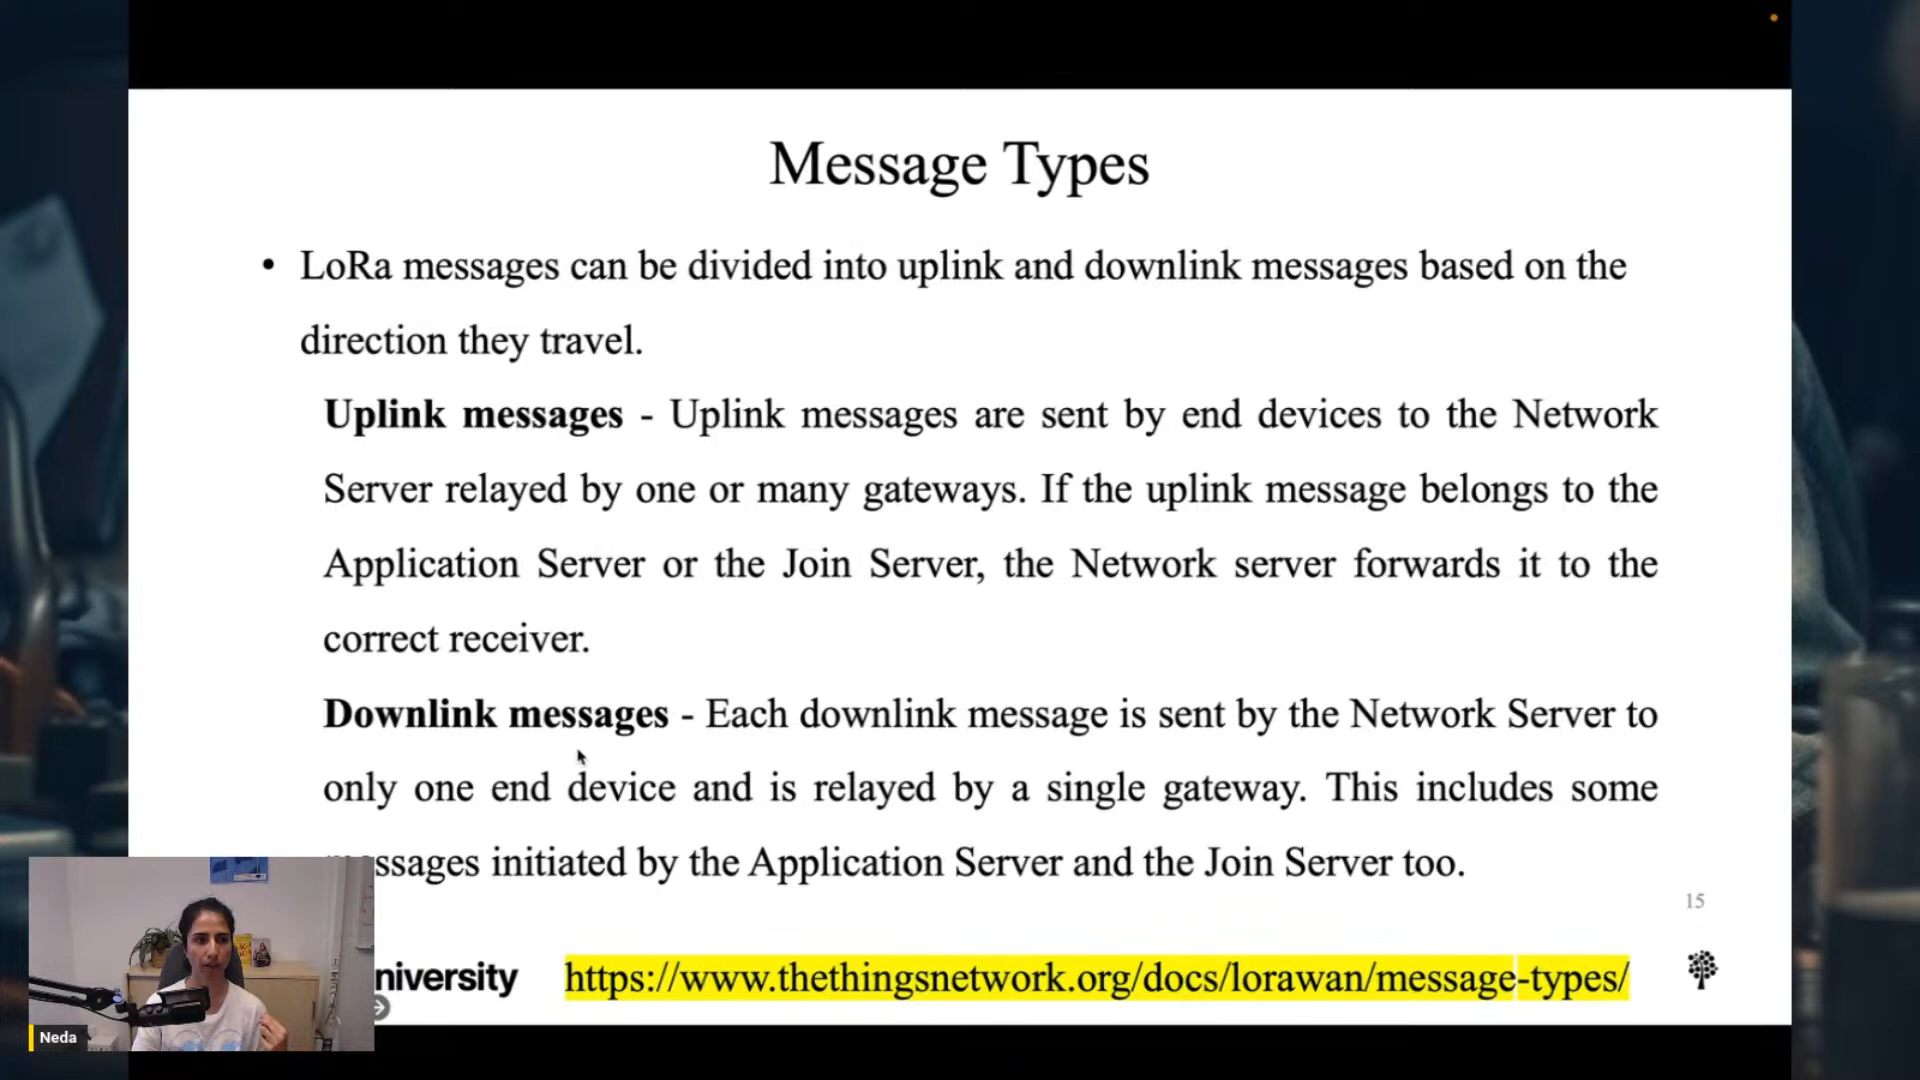 Message Types
• LoRa messages can be divided into uplink and downlink messages based on the
direction they travel.
Uplink messages - Uplink messages are sent by end devices to the Network
Server relayed by one or many gateways. If the uplink message belongs to the
Application Server or the Join Server, the Network server forwards it to the
correct receiver.
Downlink messages - Each downlink message is sent by the Network Server to
only one end device and is relayed by a single gateway. This includes some
ssages initiated by the Application Server and the Join Server too.
15
niversity
https://www.thethingsnetwork.org/docs/lorawan/message-types/
Neda